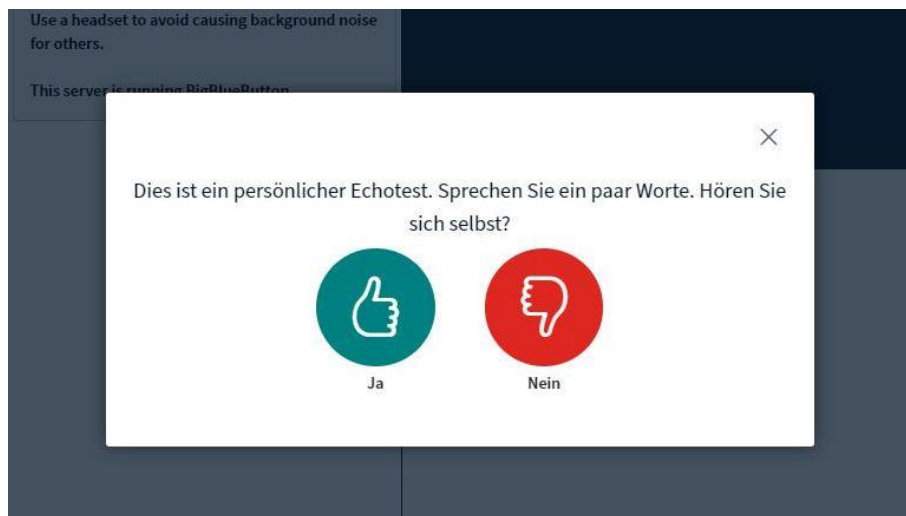 Use a headset to avoid causing background noise
for others.
This server is running BigBlueButton
Dies ist ein persönlicher Echotest. Sprechen Sie ein paar Worte. Hören Sie
sich selbst?
Ja
Nein